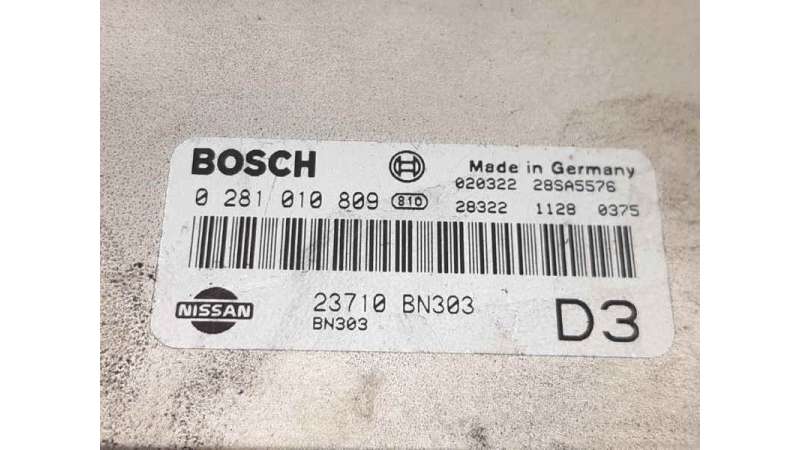 BOSCH
Made in Germany
020322 28SA5576
0 281 010 809 810
28322 1128 0375
NISSAN
23710 BN303
BN303
D3